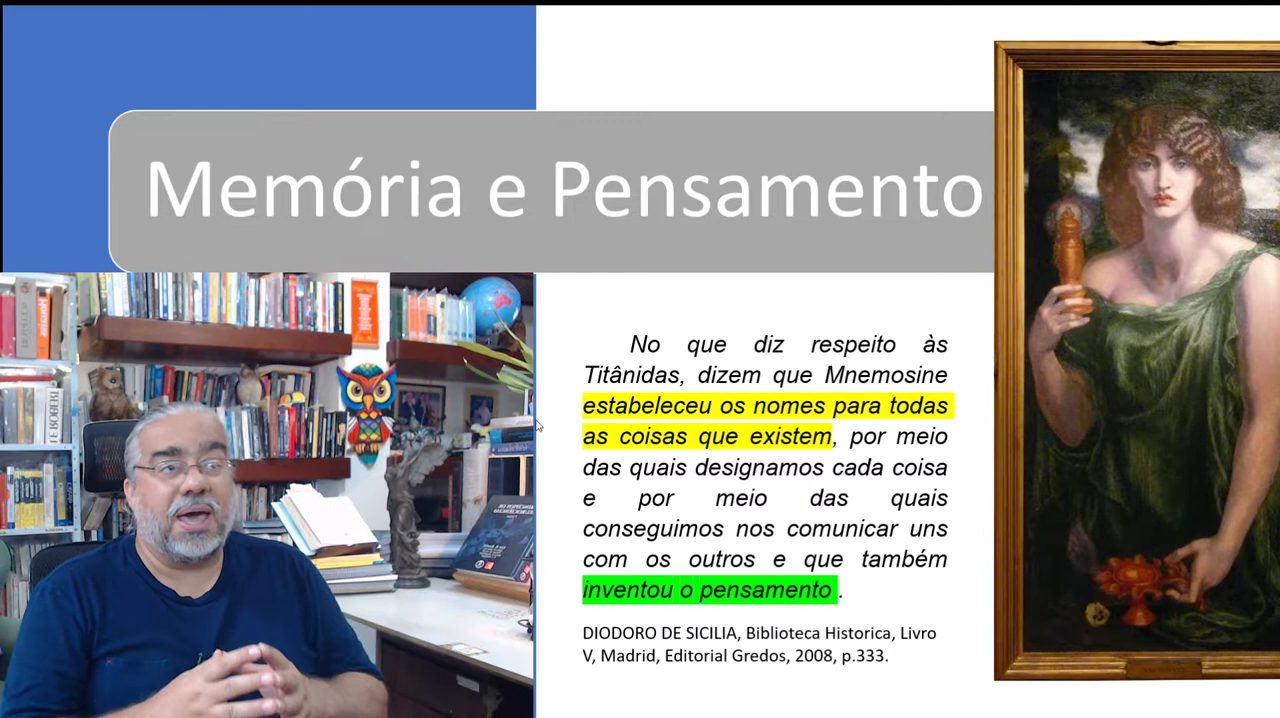 Memória e Pensamento
No que diz respeito às
Titânidas, dizem que Mnemosine
estabeleceu os nomes para todas
as coisas que existem, por meio
das quais designamos cada coisa
e por meio das quais
conseguimos nos comunicar uns
com os outros e que também
inventou o pensamento .
DIODORO DE SICILIA, Biblioteca Historica, Livro
V, Madrid, Editorial Gredos, 2008, p.333.
LE ROBERT